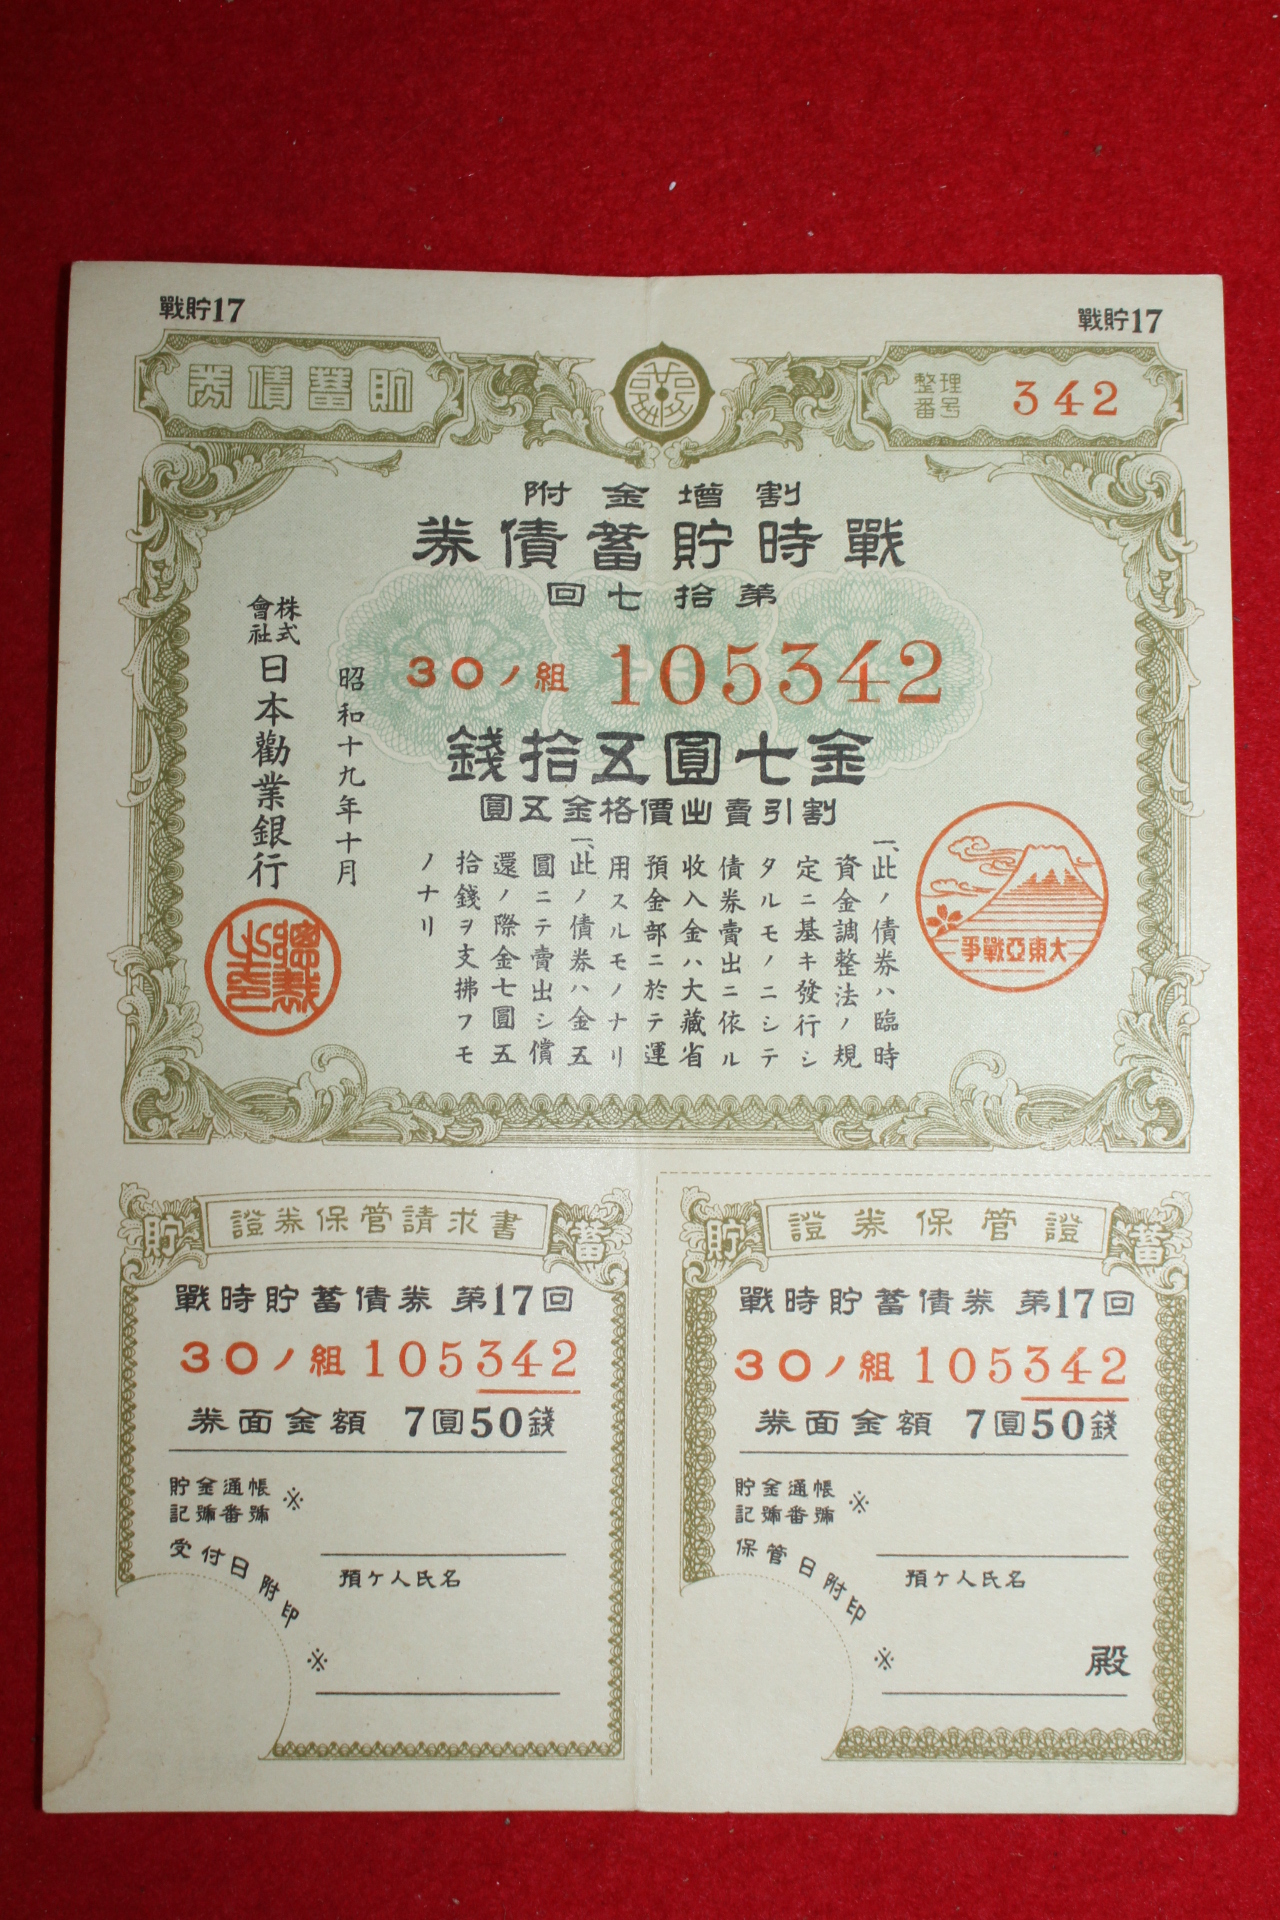 戰貯17
戰貯17
貯蓄債券
整理番号 342
割增金附
戰時貯蓄債券
第拾七回
30ノ組 105342
金七圓五拾錢
割引賣出價格金五圓
一、此ノ債券ハ臨時
資金調整法ノ規
定ニ基キ發行シ
タルモノニシテ
債券賣出ニ依ル
收入金ハ大藏省
預金部ニ於テ運
用スルモノナリ
一、此ノ債券ハ金五
圓ニテ賣出シ償
還ノ際金七圓五
拾錢ヲ支拂フモ
ノナリ
大東亞戰爭
昭和十九年十月
株式會社日本勸業銀行
貯 證券保管請求書 蓄
戰時貯蓄債券 第17回
30ノ組 105342
券面金額 7圓50錢
貯金通帳
記號番號 ※
受付日附印
預ケ人氏名
※
貯 證券保管證 蓄
戰時貯蓄債券 第17回
30ノ組 105342
券面金額 7圓50錢
貯金通帳
記號番號 ※
保管日附印
預ケ人氏名
※ 殿